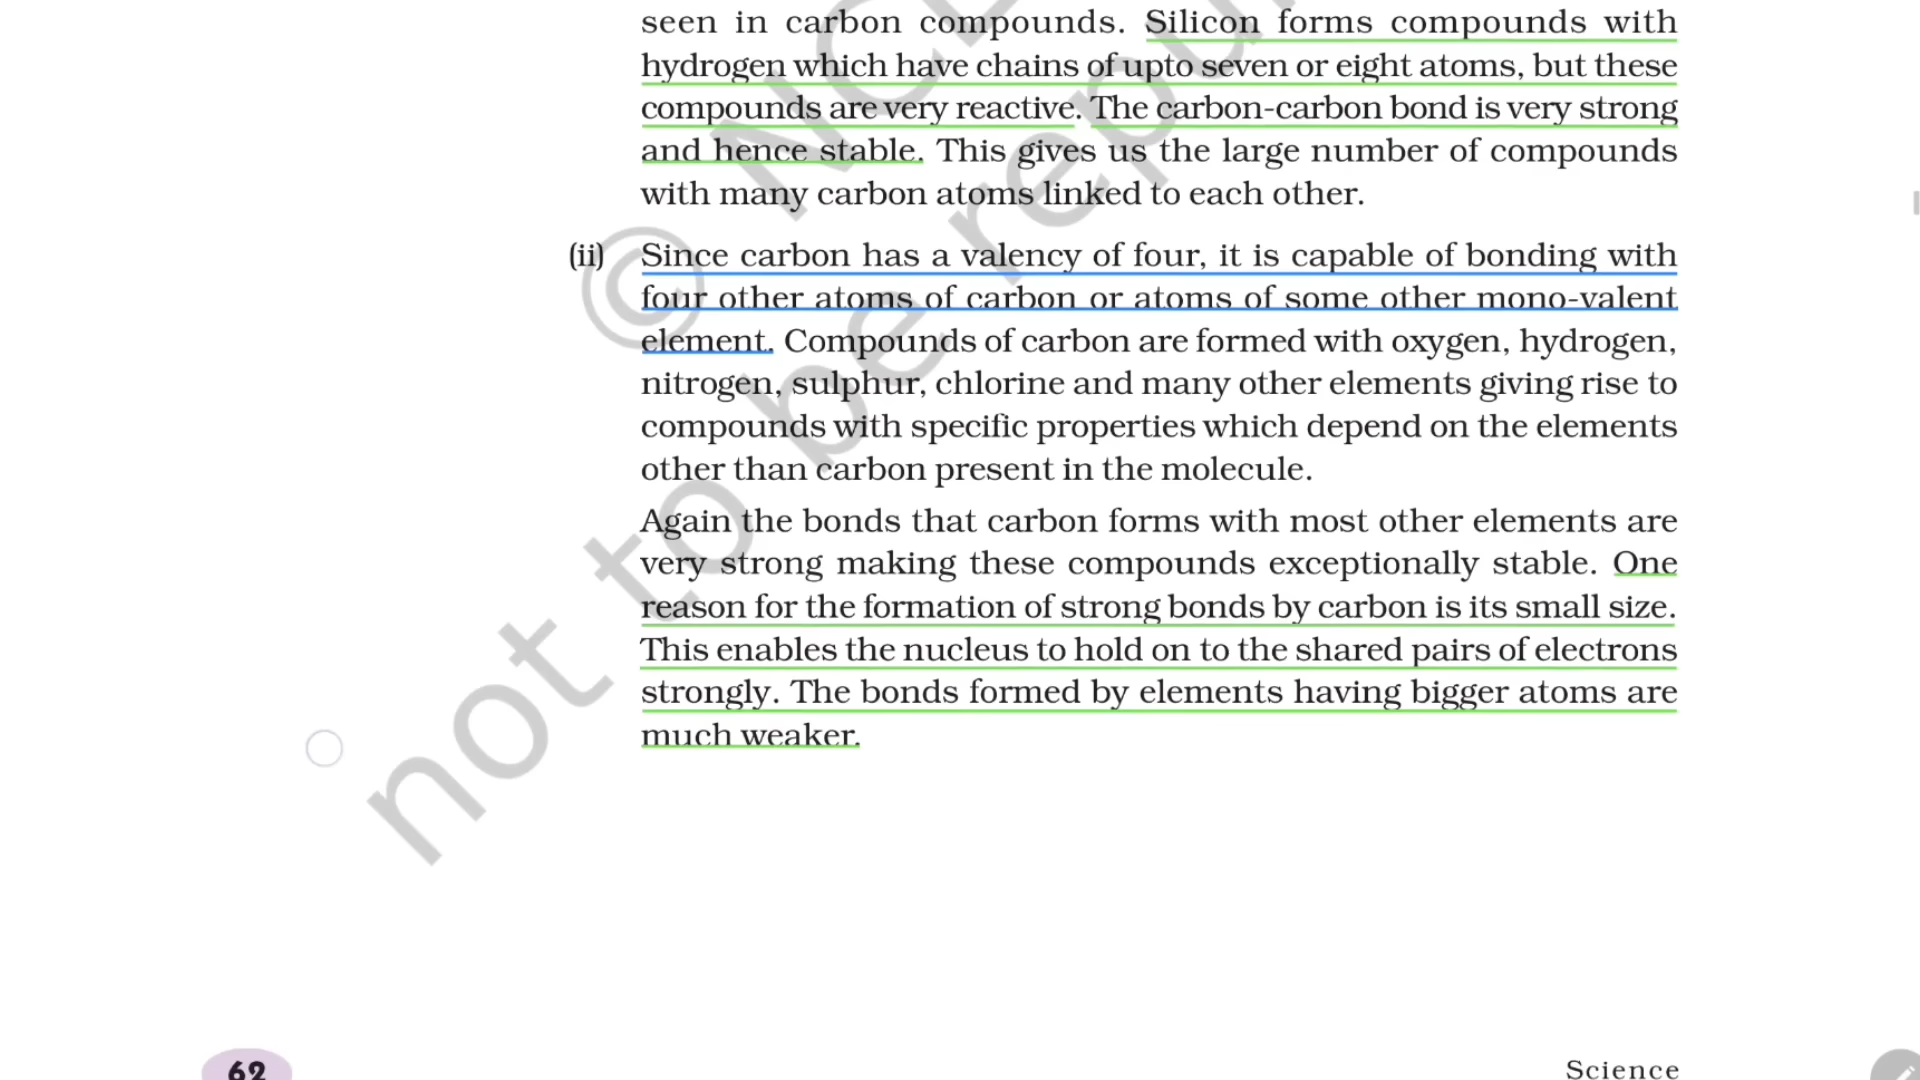 seen in carbon compounds. Silicon forms compounds with
hydrogen which have chains of upto seven or eight atoms, but these
compounds are very reactive. The carbon-carbon bond is very strong
and hence stable. This gives us the large number of compounds
with many carbon atoms linked to each other.
(ii) Since carbon has a valency of four, it is capable of bonding with
four other atoms of carbon or atoms of some other mono-valent
element. Compounds of carbon are formed with oxygen, hydrogen,
nitrogen, sulphur, chlorine and many other elements giving rise to
compounds with specific properties which depend on the elements
other than carbon present in the molecule.
Again the bonds that carbon forms with most other elements are
very strong making these compounds exceptionally stable. One
reason for the formation of strong bonds by carbon is its small size.
This enables the nucleus to hold on to the shared pairs of electrons
strongly. The bonds formed by elements having bigger atoms are
much weaker.
© NC
not to be repu
62
Science